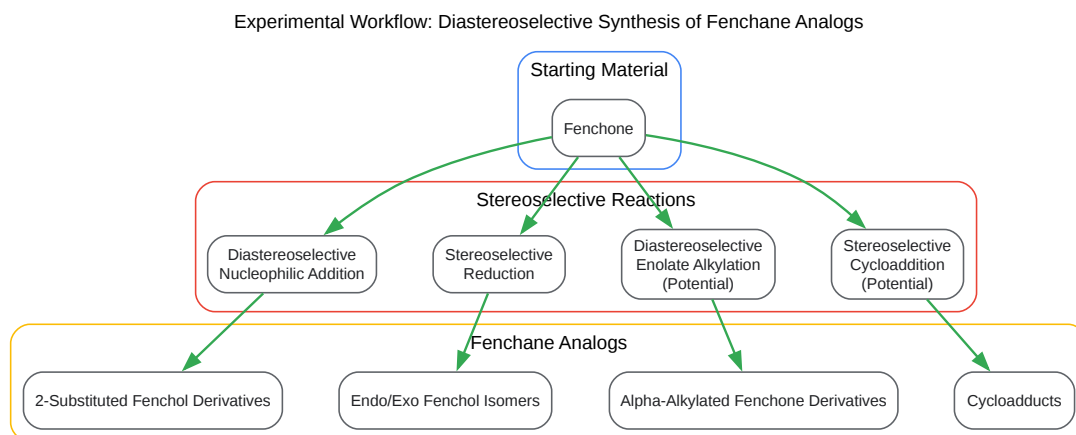 Experimental Workflow: Diastereoselective Synthesis of Fenchane Analogs
Starting Material
Fenchone
Stereoselective Reactions
Diastereoselective
Nucleophilic Addition
Stereoselective
Reduction
Diastereoselective
Enolate Alkylation
(Potential)
Stereoselective
Cycloaddition
(Potential)
Fenchane Analogs
2-Substituted Fenchol Derivatives
Endo/Exo Fenchol Isomers
Alpha-Alkylated Fenchone Derivatives
Cycloadducts